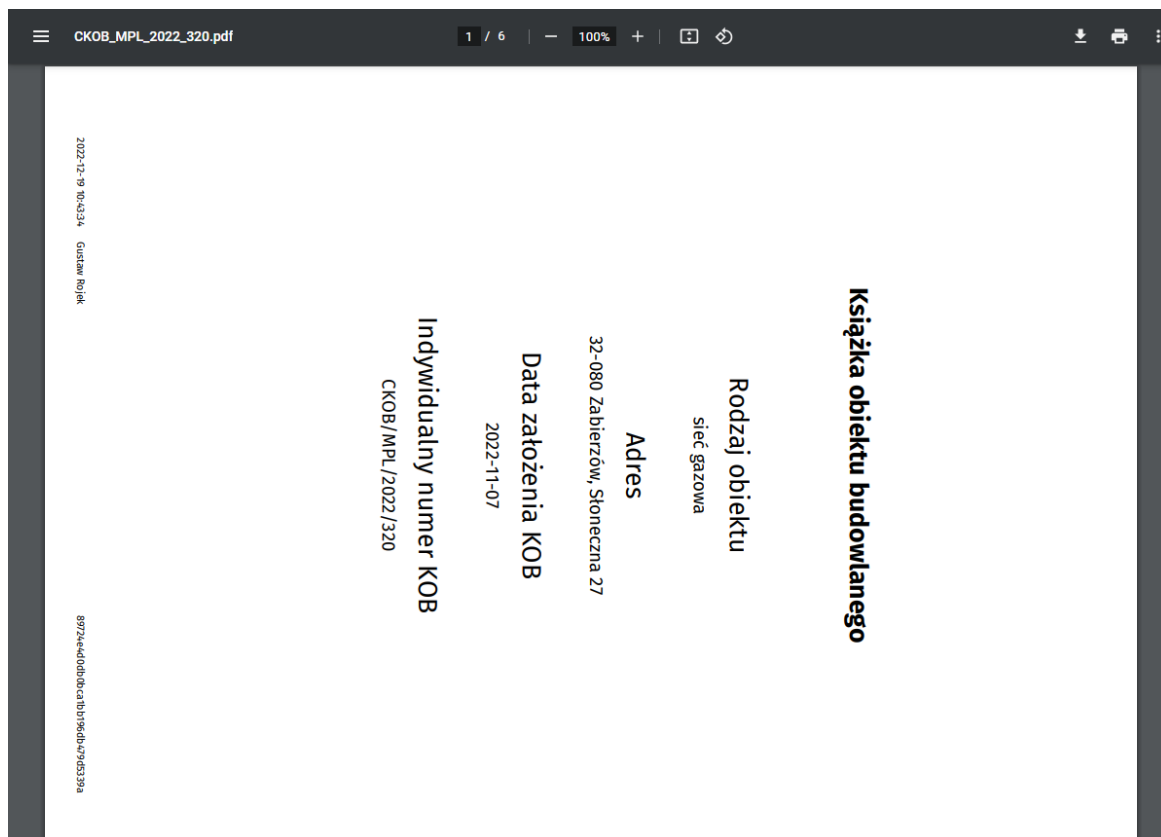 CKOB_MPL_2022_320.pdf
1 / 6
100%
Książka obiektu budowlanego
Rodzaj obiektu
sieć gazowa
Adres
32-080 Zabierzów, Słoneczna 27
Data założenia KOB
2022-11-07
Indywidualny numer KOB
CKOB/MPL/2022/320
2022-12-19 10:43:34 Gustaw Rojek
89724e4d0db0bca1bb196db479d5339a